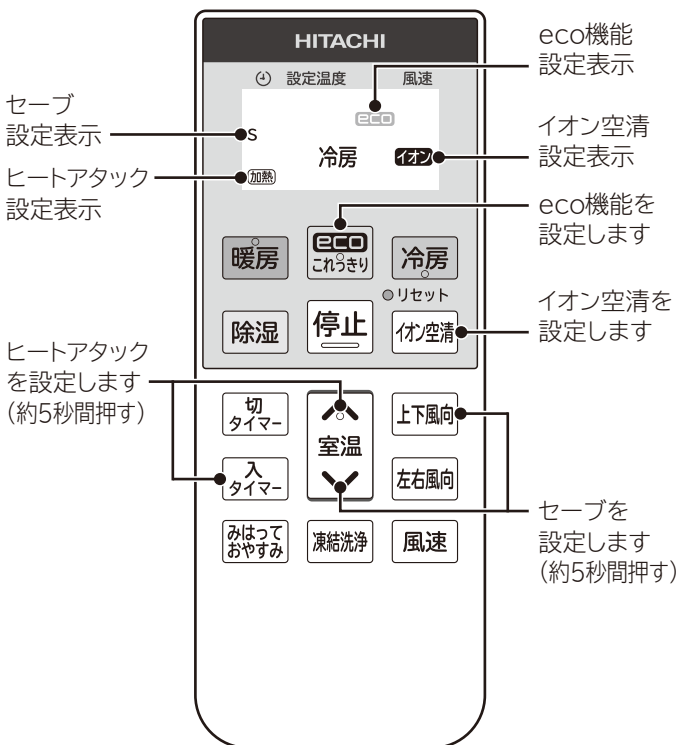 HITACHI
設定温度
風速
eco
S
冷房
イオン
加熱
暖房
eco
これっきり
冷房
リセット
除湿
停止
イオン空清
切
タイマー
室温
上下風向
入
タイマー
左右風向
みはって
おやすみ
凍結洗浄
風速
セーブ
設定表示
ヒートアタック
設定表示
ヒートアタック
を設定します
(約5秒間押す)
eco機能
設定表示
イオン空清
設定表示
eco機能を
設定します
イオン空清を
設定します
セーブを
設定します
(約5秒間押す)